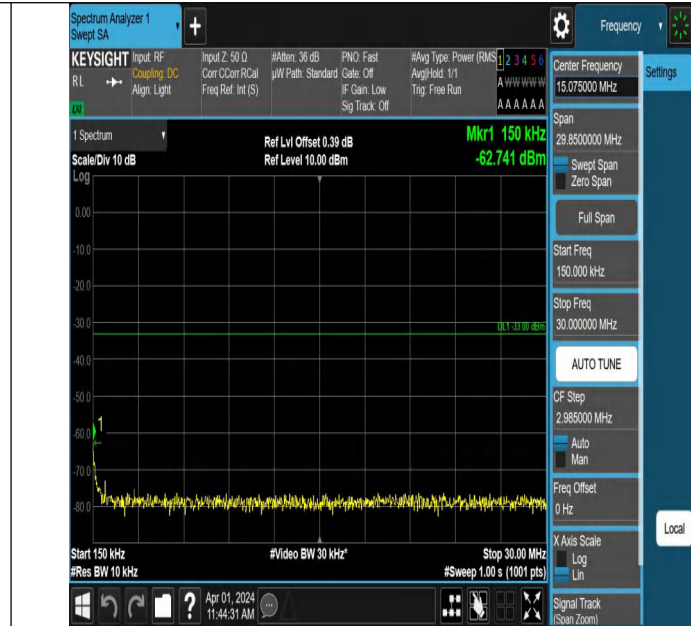 Spectrum Analyzer 1
Swept SA
+
Frequency
KEYSIGHT
RL
LXI
Input: RF
Coupling: DC
Align: Light
Input Z: 50 Ω
Corr CCorr RCal
Freq Ref: Int (S)
#Atten: 36 dB
µW Path: Standard
PNO: Fast
Gate: Off
IF Gain: Low
Sig Track: Off
#Avg Type: Power (RMS
Avg|Hold: 1/1
Trig: Free Run
1 2 3 4 5 6
A W W W W W
A A A A A A
1 Spectrum
Scale/Div 10 dB
Log
Ref Lvl Offset 0.39 dB
Ref Level 10.00 dBm
Mkr1 150 kHz
-62.741 dBm
0.00
-10.0
-20.0
-30.0
DL1 -33.00 dBm
-40.0
-50.0
1
-60.0
-70.0
-80.0
Start 150 kHz
#Res BW 10 kHz
#Video BW 30 kHz*
Stop 30.00 MHz
#Sweep 1.00 s (1001 pts)
?
Apr 01, 2024
11:44:31 AM
Center Frequency
15.075000 MHz
Settings
Span
29.8500000 MHz
Swept Span
Zero Span
Full Span
Start Freq
150.000 kHz
Stop Freq
30.000000 MHz
AUTO TUNE
CF Step
2.985000 MHz
Auto
Man
Freq Offset
0 Hz
Local
X Axis Scale
Log
Lin
Signal Track
(Span Zoom)